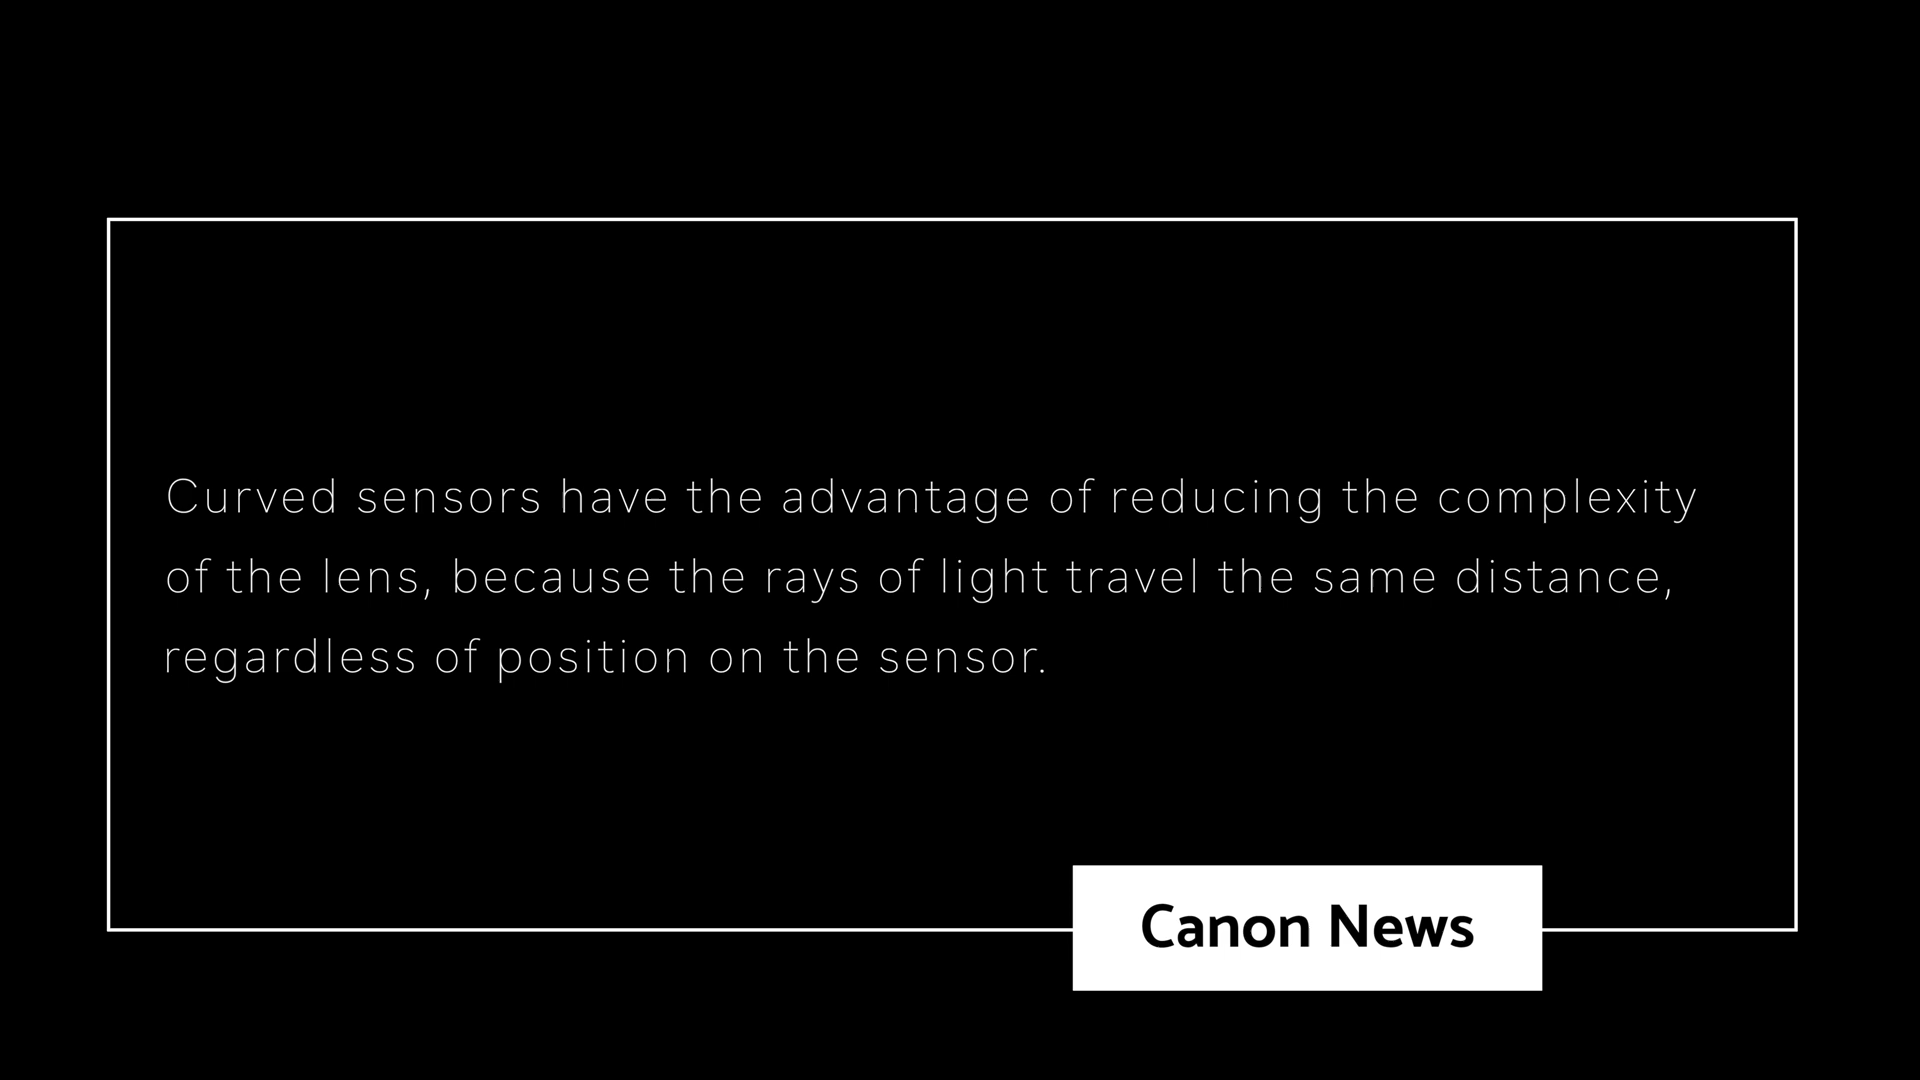 Curved sensors have the advantage of reducing the complexity
of the lens, because the rays of light travel the same distance,
regardless of position on the sensor.
Canon News